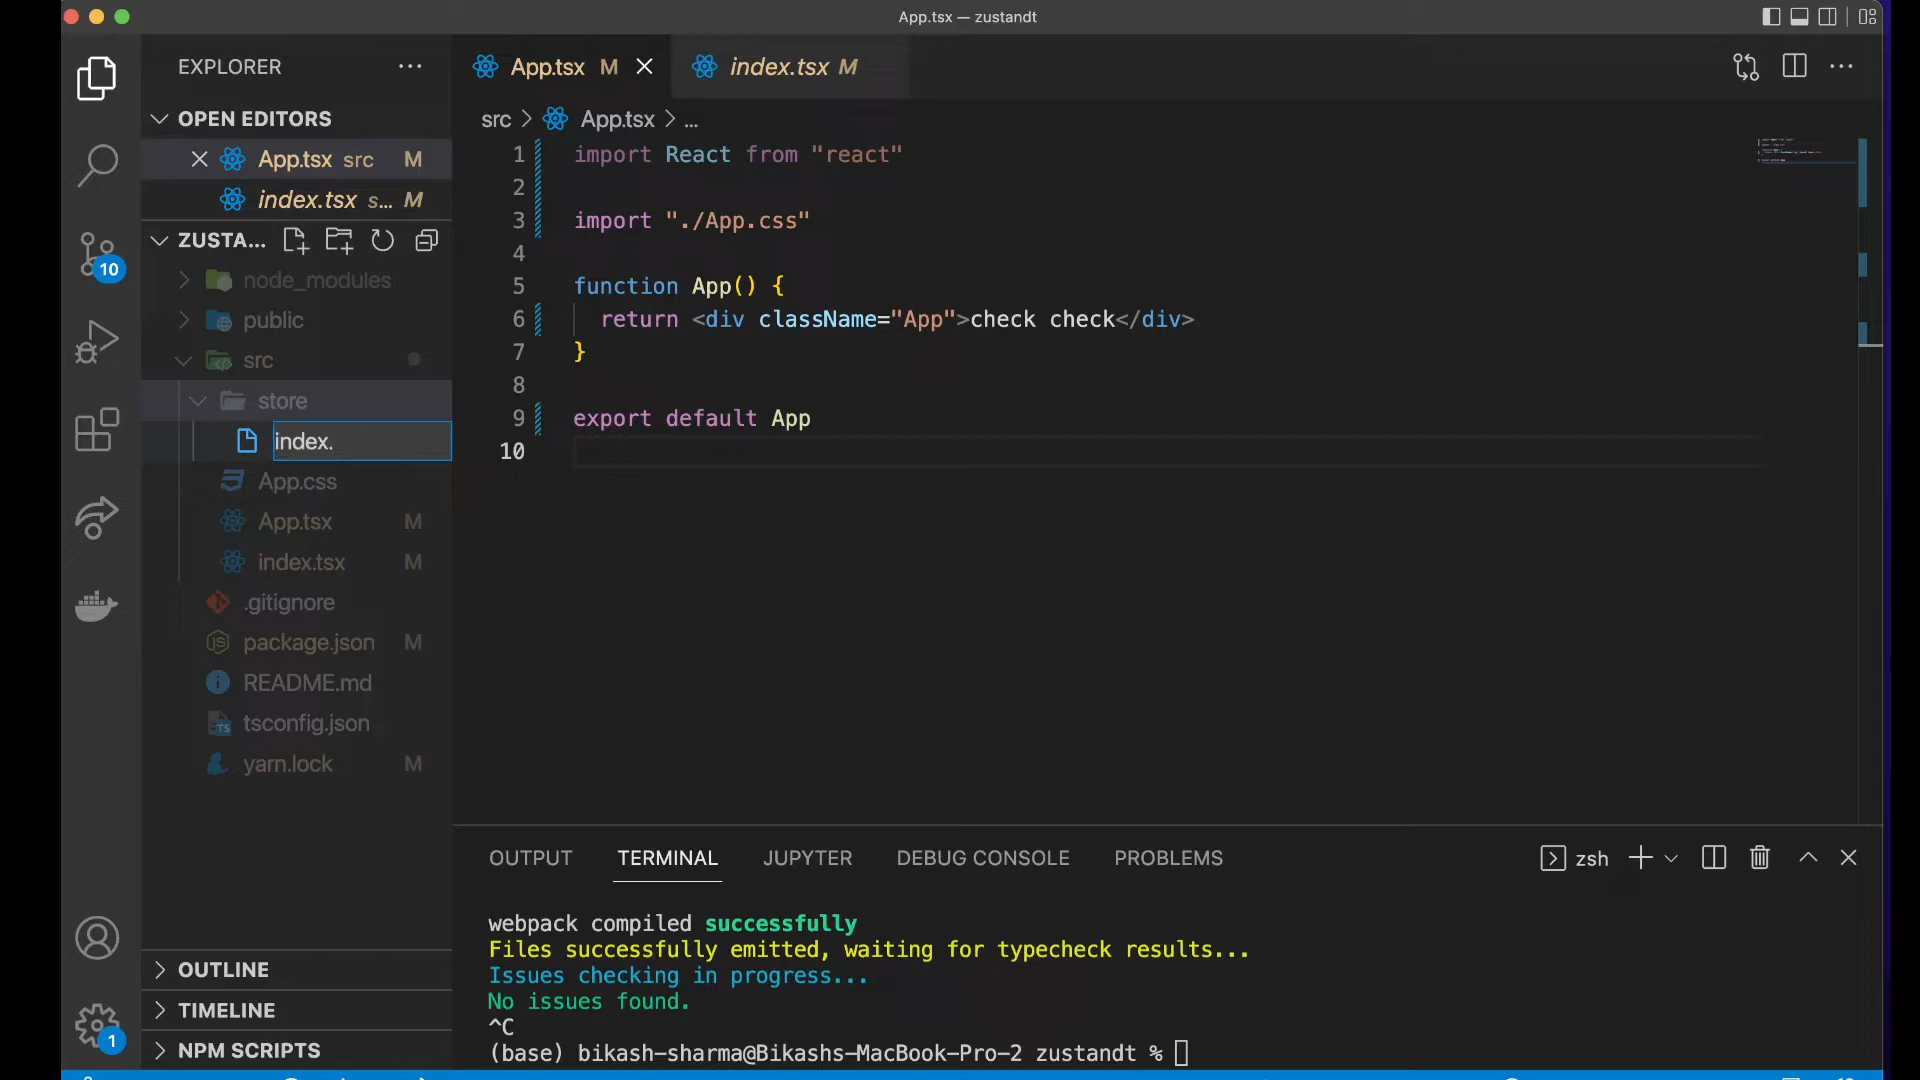 App.tsx — zustandt
EXPLORER
App.tsx M
index.tsx M
OPEN EDITORS
App.tsx src M
index.tsx s... M
ZUSTA...
node_modules
public
src
store
index.
App.css
App.tsx M
index.tsx M
.gitignore
package.json M
README.md
tsconfig.json
yarn.lock M
OUTLINE
TIMELINE
NPM SCRIPTS
10
1
src > App.tsx > ...
1 import React from "react"
2
3 import "./App.css"
4
5 function App() {
6 return <div className="App">check check</div>
7 }
8
9 export default App
10
OUTPUT TERMINAL JUPYTER DEBUG CONSOLE PROBLEMS
zsh
webpack compiled successfully
Files successfully emitted, waiting for typecheck results...
Issues checking in progress...
No issues found.
^C
(base) bikash-sharma@Bikashs-MacBook-Pro-2 zustandt %